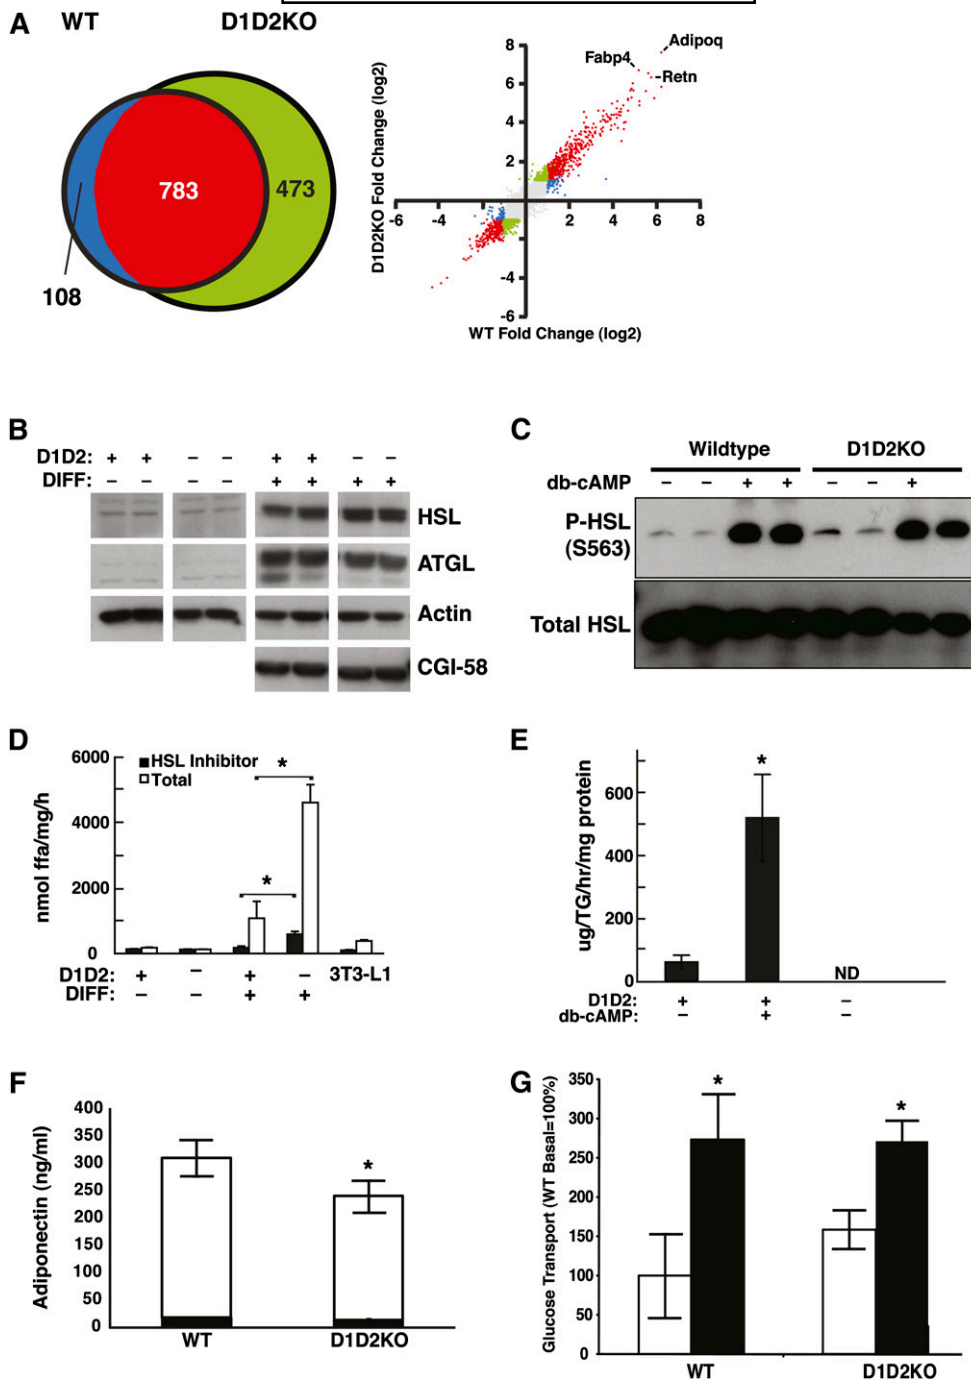 A
WT
D1D2KO
783
473
108
D1D2KO Fold Change (log2)
8
6
4
2
-4
-6
-6
-4
-2
2
4
6
8
Adipoq
Fabp4
Retn
WT Fold Change (log2)
B
D1D2: + + – – + + – –
DIFF: – – – – + + + +
HSL
ATGL
Actin
CGI-58
C
Wildtype
D1D2KO
db-cAMP – – + + – – +
P-HSL
(S563)
Total HSL
D
nmol ffa/mg/h
6000
4000
2000
0
HSL Inhibitor
Total
*
*
D1D2: + – + – 3T3-L1
DIFF: – – + +
E
ug/TG/hr/mg protein
600
400
200
0
*
ND
D1D2: + + –
db-cAMP: – + –
F
Adiponectin (ng/ml)
400
350
300
250
200
150
100
50
0
*
WT
D1D2KO
G
Glucose Transport (WT Basal=100%)
350
300
250
200
150
100
50
0
*
*
WT
D1D2KO